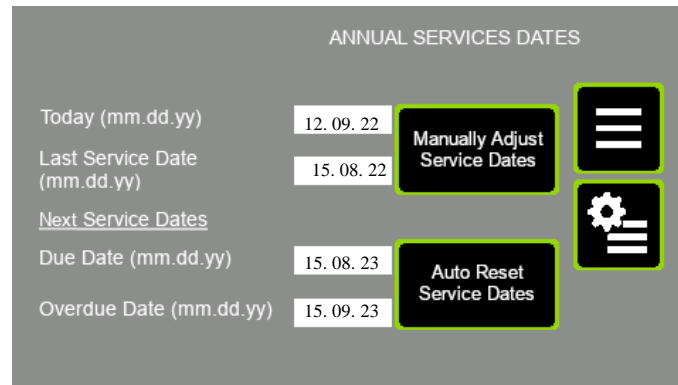 ANNUAL SERVICES DATES
Today (mm.dd.yy) 12. 09. 22
Manually Adjust
Service Dates
Last Service Date
(mm.dd.yy) 15. 08. 22
Next Service Dates
Due Date (mm.dd.yy) 15. 08. 23
Auto Reset
Service Dates
Overdue Date (mm.dd.yy) 15. 09. 23